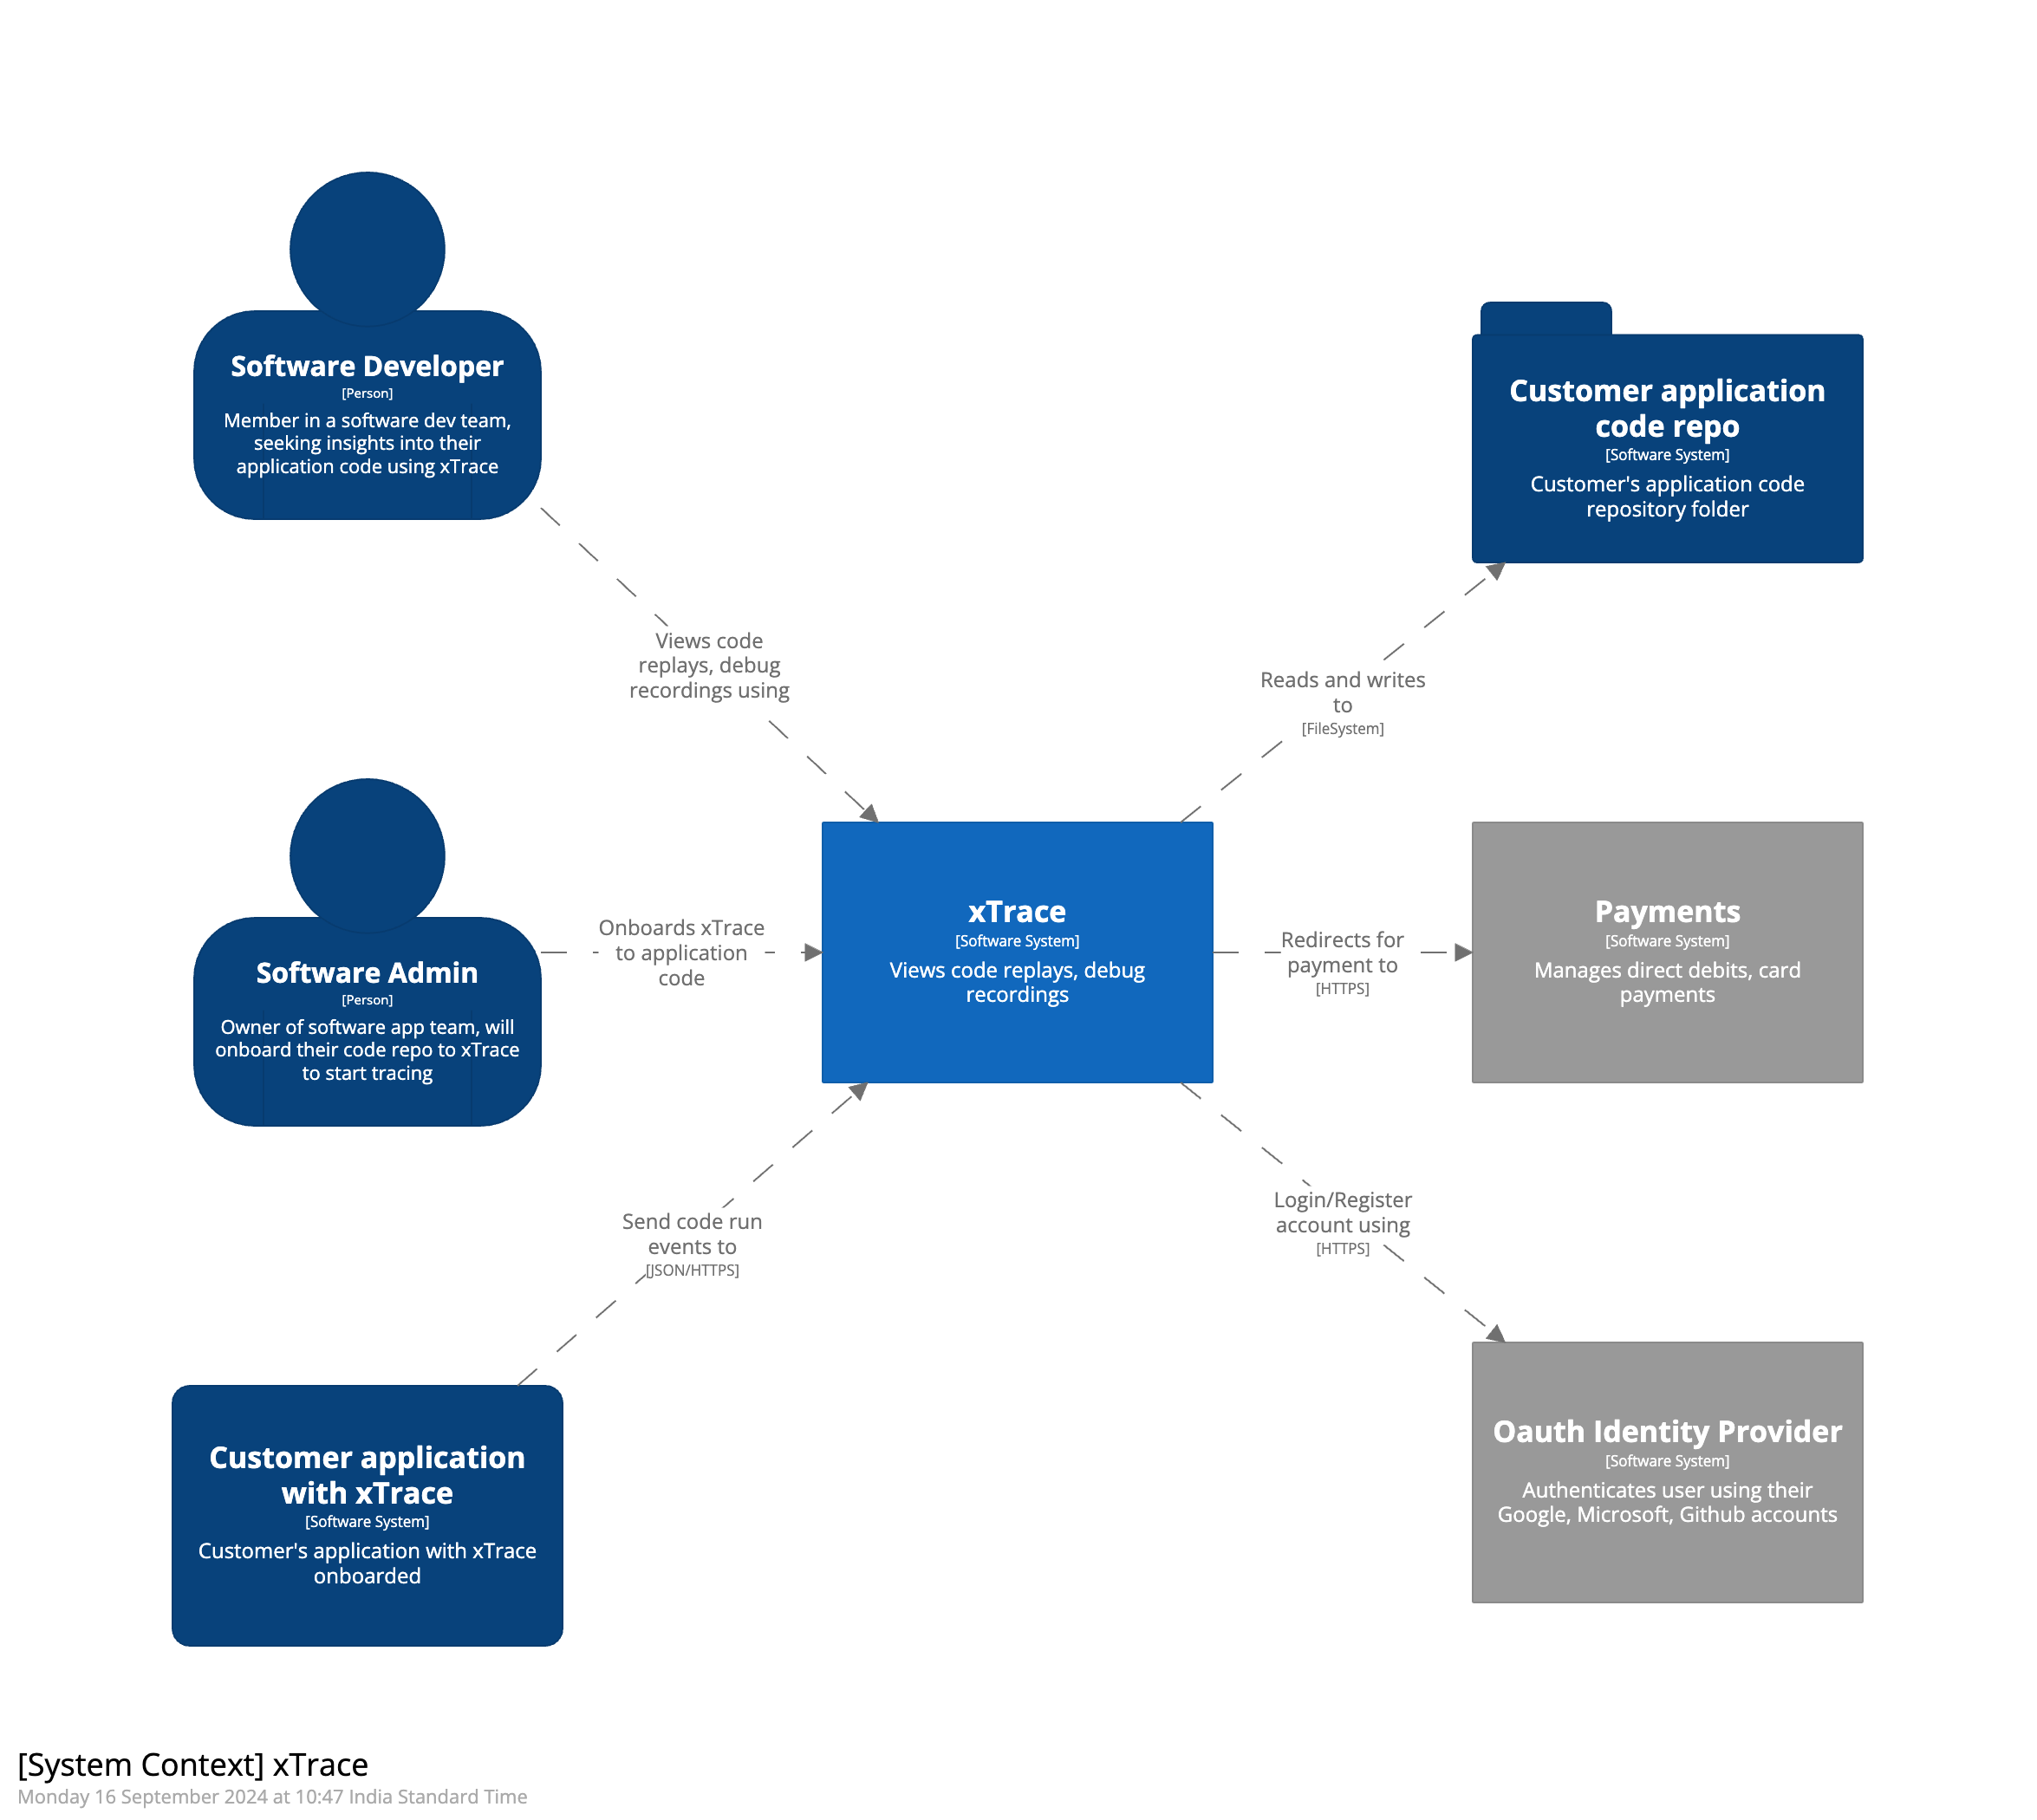 Software Developer
[Person]
Member in a software dev team,
seeking insights into their
application code using xTrace
Customer application
code repo
[Software System]
Customer's application code
repository folder
Views code
replays, debug
recordings using
Reads and writes
to
[FileSystem]
Software Admin
[Person]
Owner of software app team, will
onboard their code repo to xTrace
to start tracing
Onboards xTrace
to application
code
xTrace
[Software System]
Views code replays, debug
recordings
Redirects for
payment to
[HTTPS]
Payments
[Software System]
Manages direct debits, card
payments
Send code run
events to
[JSON/HTTPS]
Login/Register
account using
[HTTPS]
Customer application
with xTrace
[Software System]
Customer's application with xTrace
onboarded
Oauth Identity Provider
[Software System]
Authenticates user using their
Google, Microsoft, Github accounts
[System Context] xTrace
Monday 16 September 2024 at 10:47 India Standard Time